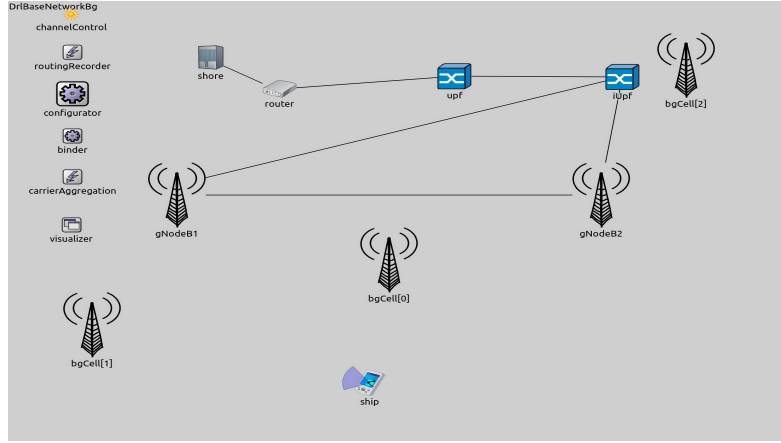 DrlBaseNetworkBg
channelControl
routingRecorder
configurator
binder
carrierAggregation
visualizer
shore
router
upf
iUpf
bgCell[2]
gNodeB1
gNodeB2
bgCell[0]
bgCell[1]
ship